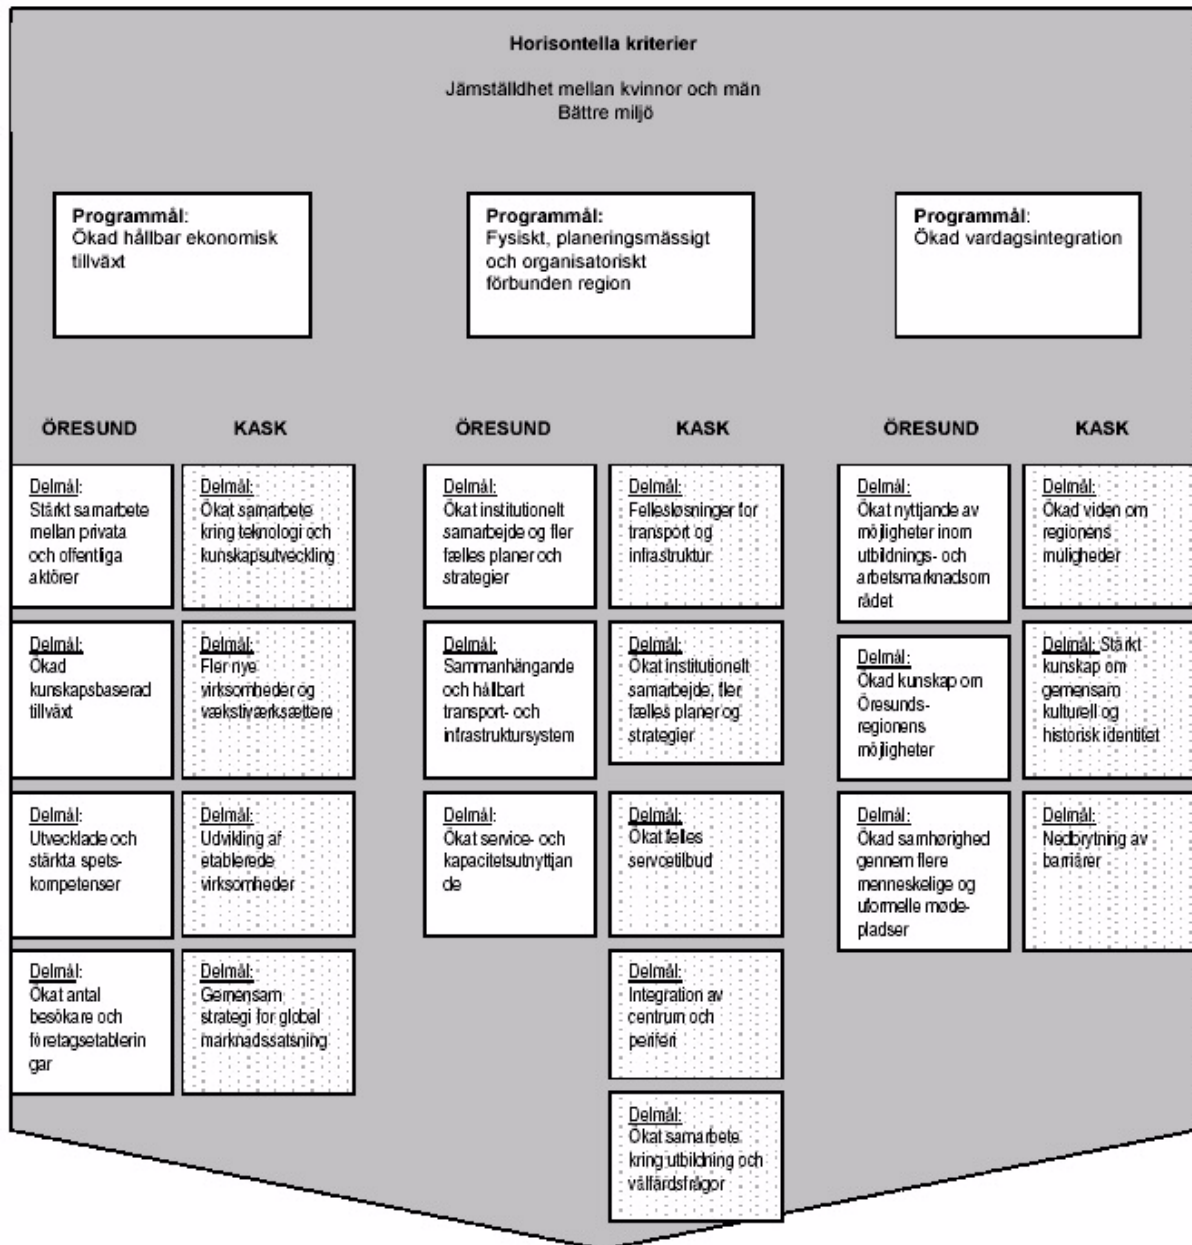 Horisontella kriterier
Jämställdhet mellan kvinnor och män
Bättre miljö
Programmål:
Ökad hållbar ekonomisk
tillväxt
Programmål:
Fysiskt, planeringsmässigt
och organisatoriskt
förbunden region
Programmål:
Ökad vardagsintegration
ÖRESUND
KASK
ÖRESUND
KASK
ÖRESUND
KASK
Delmål:
Stärkt samarbete
mellan privata
och offentliga
aktörer
Delmål:
Ökad
kunskapsbaserad
tillväxt
Delmål:
Utvecklade och
stärkta spets-
kompetenser
Delmål:
Ökat antal
besökare och
företagsetablerin
gar
Delmål:
Ökat samarbete
kring teknologi och
kunskapsutveckling
Delmål:
Fler nye
virksomheder og
vækstiværksættere
Delmål:
Udvikling af
etablerede
virksomheder
Delmål:
Gemensam
strategi for global
marknadssatsning
Delmål:
Ökat institutionelt
samarbejde og fler
fælles planer och
strategier
Delmål:
Sammanhängande
och hållbart
transport- och
infrastruktursystem
Delmål:
Ökat service- och
kapacitetsutnyttjan
de
Delmål:
Fellesløsninger for
transport og
infrastruktur
Delmål:
Ökat institutionelt
samarbejde, fler
fælles planer og
strategier
Delmål:
Ökat felles
servcetilbud
Delmål:
Integration av
centrum och
periferi
Delmål:
Ökat samarbete
kring utbildning och
välfärdsfrågor
Delmål:
Ökat nyttjande av
möjligheter inom
utbildnings- och
arbetsmarknadsom
rådet
Delmål:
Ökad kunskap om
Öresunds-
regionens
möjligheter
Delmål:
Ökad samhørighed
gennem flere
menneskelige og
uformelle møde-
pladser
Delmål:
Ökad viden om
regionens
muligheder
Delmål: Stärkt
kunskap om
gemensam
kulturell og
historisk identitet
Delmål:
Nedbrytning av
barriärer